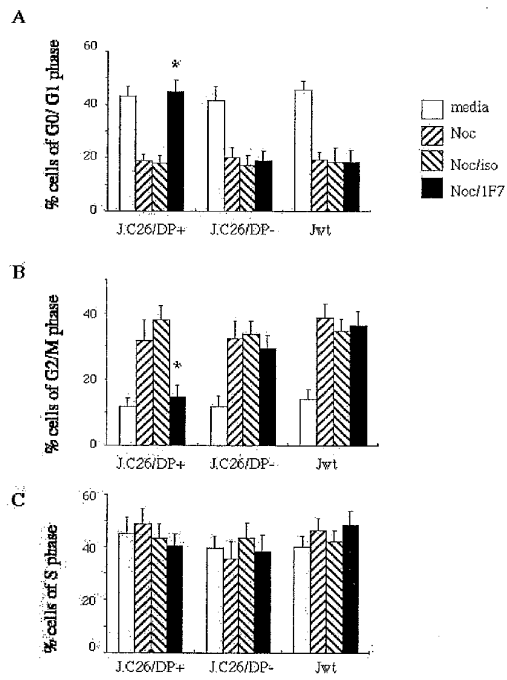 A
% cells of G0/ G1 phase
60
40
20
0
*
J.C26/DP+
J.C26/DP-
Jwt
media
Noc
Noc/iso
Noc/1F7
B
% cells of G2/M phase
40
20
0
*
J.C26/DP+
J.C26/DP-
Jwt
C
% cells of S phase
60
40
20
0
J.C26/DP+
J.C26/DP-
Jwt